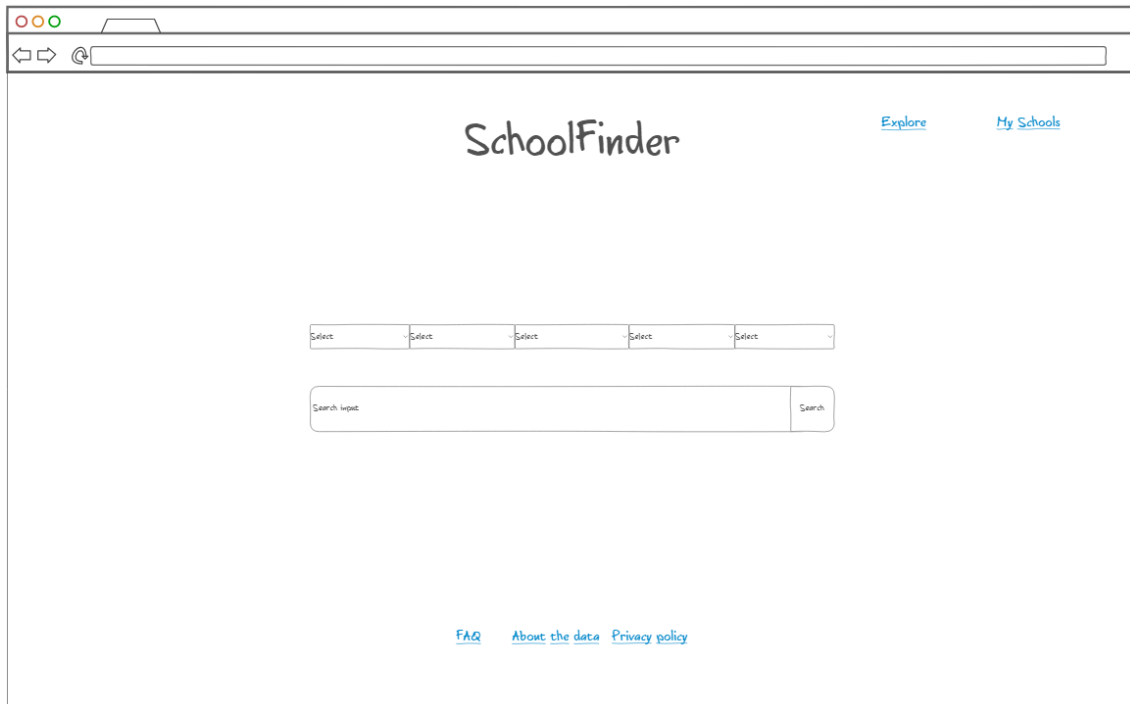 SchoolFinder Explore My Schools
Select Select Select Select Select
Search input Search
FAQ About the data Privacy policy